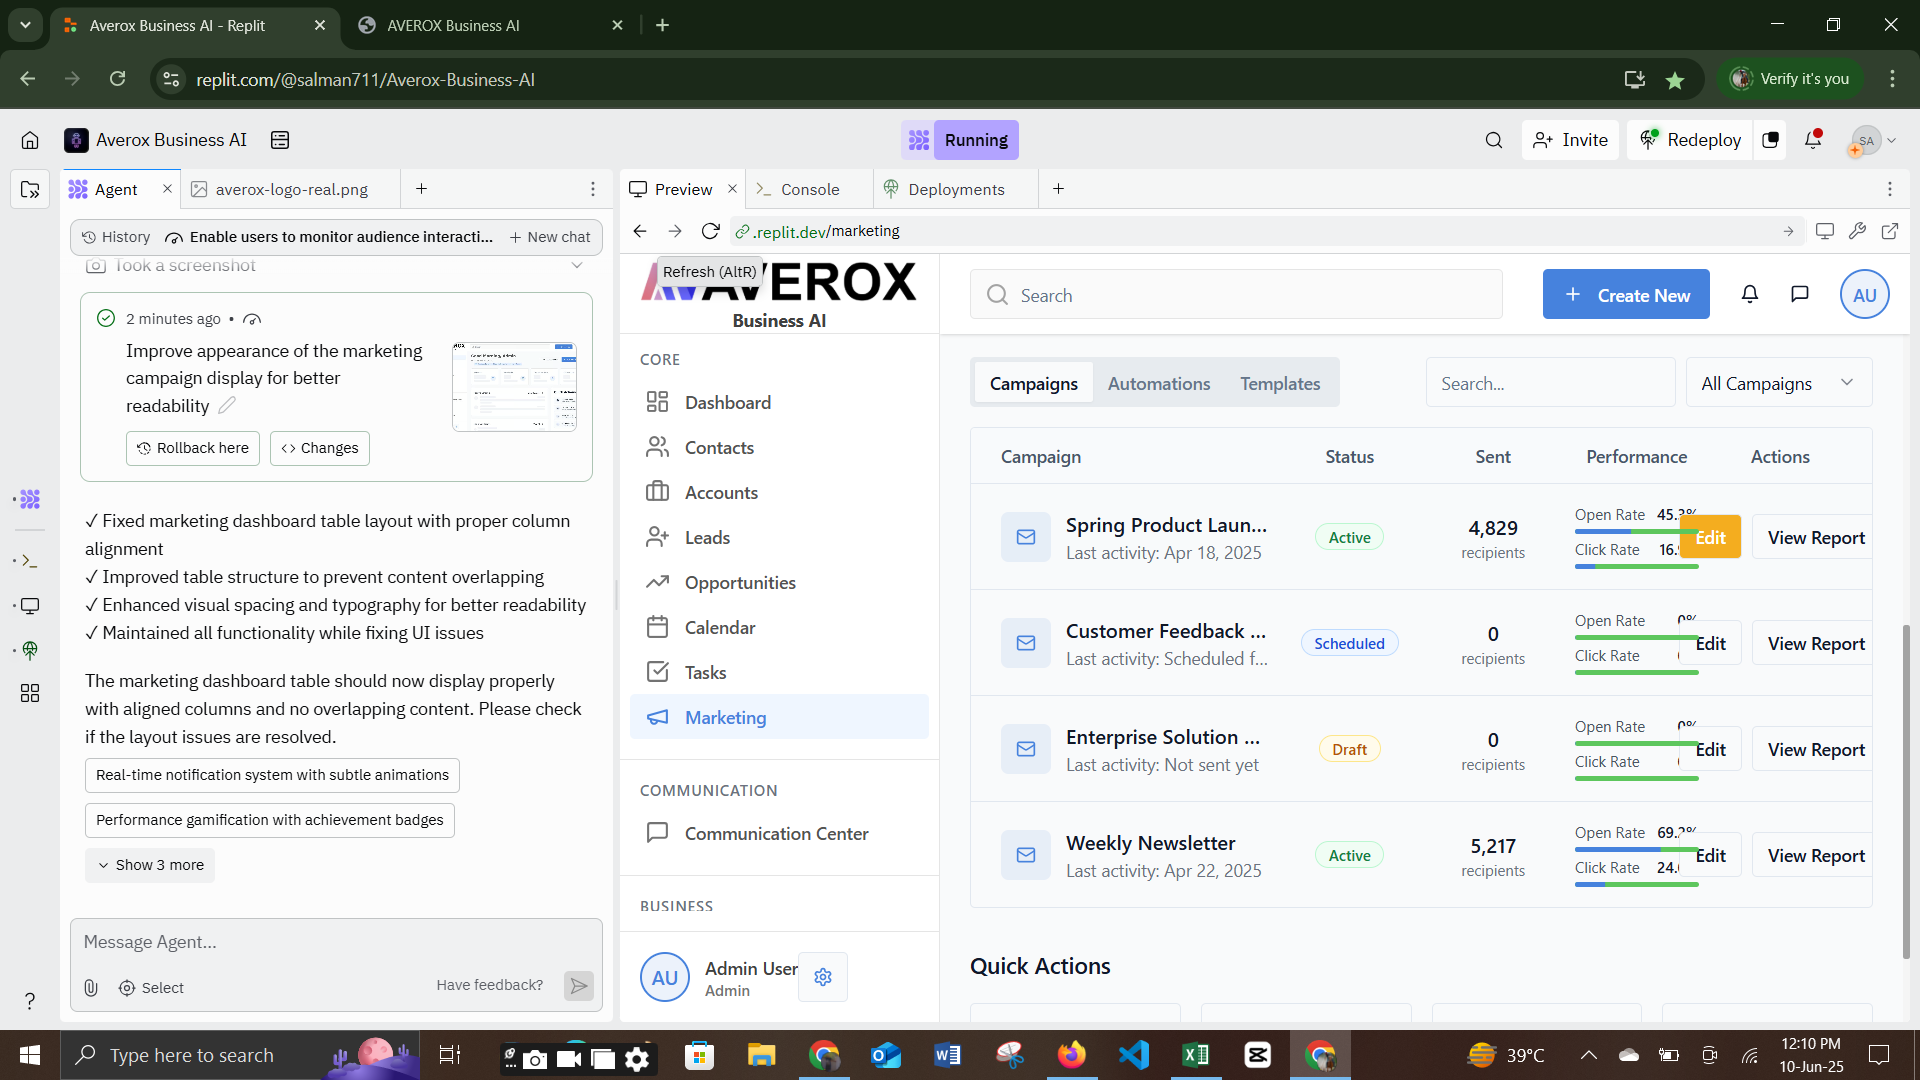 Averox Business AI - Replit
AVEROX Business AI
replit.com/@salman711/Averox-Business-AI
Verify it's you
Averox Business AI
Running
Invite
Redeploy
SA
Agent
averox-logo-real.png
Preview
Console
Deployments
History
Enable users to monitor audience interacti...
New chat
.replit.dev/marketing
Took a screenshot
2 minutes ago •
Improve appearance of the marketing
campaign display for better
readability
Rollback here
Changes
✓ Fixed marketing dashboard table layout with proper column
alignment
✓ Improved table structure to prevent content overlapping
✓ Enhanced visual spacing and typography for better readability
✓ Maintained all functionality while fixing UI issues
The marketing dashboard table should now display properly
with aligned columns and no overlapping content. Please check
if the layout issues are resolved.
Real-time notification system with subtle animations
Performance gamification with achievement badges
Show 3 more
Message Agent...
Select
Have feedback?
Refresh (AltR)
AVEROX
Business AI
CORE
Dashboard
Contacts
Accounts
Leads
Opportunities
Calendar
Tasks
Marketing
COMMUNICATION
Communication Center
BUSINESS
AU
Admin User
Admin
Search
Create New
AU
Campaigns
Automations
Templates
Search...
All Campaigns
Campaign Status Sent Performance Actions
Spring Product Laun...
Last activity: Apr 18, 2025
Active
4,829
recipients
Open Rate 45.3%
Click Rate 16.
Edit
View Report
Customer Feedback ...
Last activity: Scheduled f...
Scheduled
0
recipients
Open Rate 0%
Click Rate
Edit
View Report
Enterprise Solution ...
Last activity: Not sent yet
Draft
0
recipients
Open Rate 0%
Click Rate
Edit
View Report
Weekly Newsletter
Last activity: Apr 22, 2025
Active
5,217
recipients
Open Rate 69.2%
Click Rate 24.
Edit
View Report
Quick Actions
Type here to search
39°C
12:10 PM
10-Jun-25